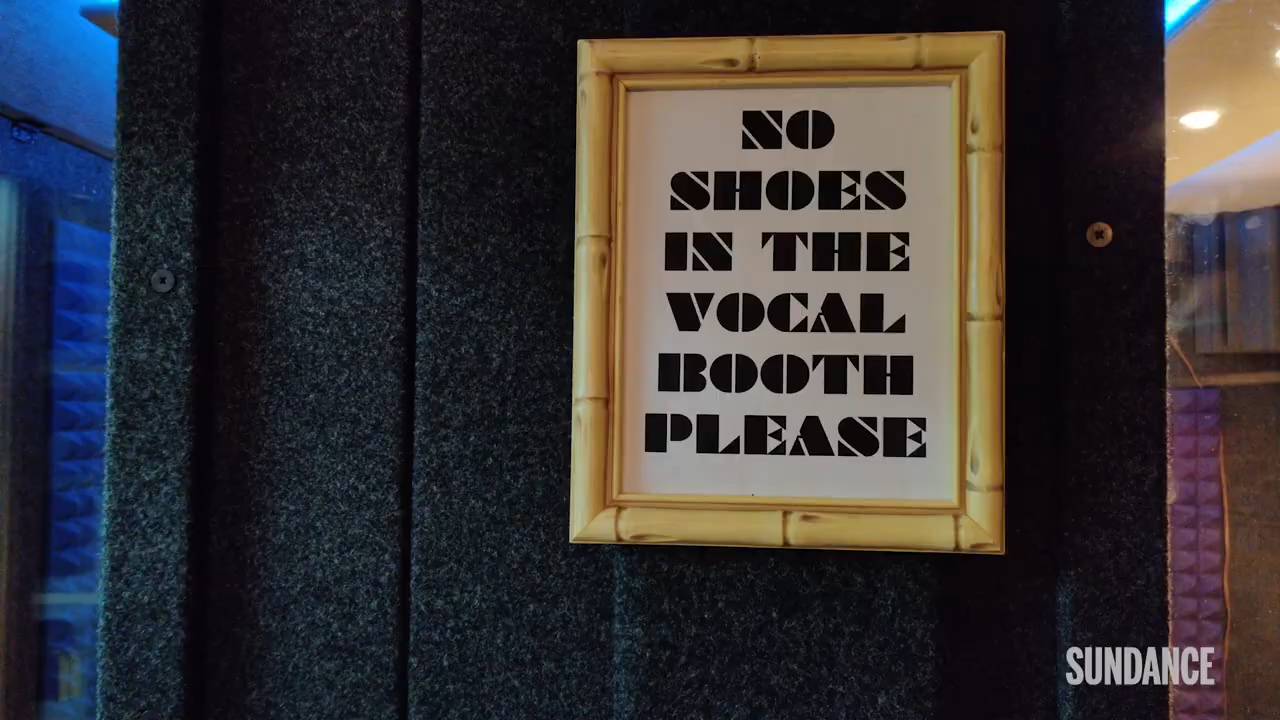 NO
SHOES
IN THE
VOCAL
BOOTH
PLEASE
SUNDANCE